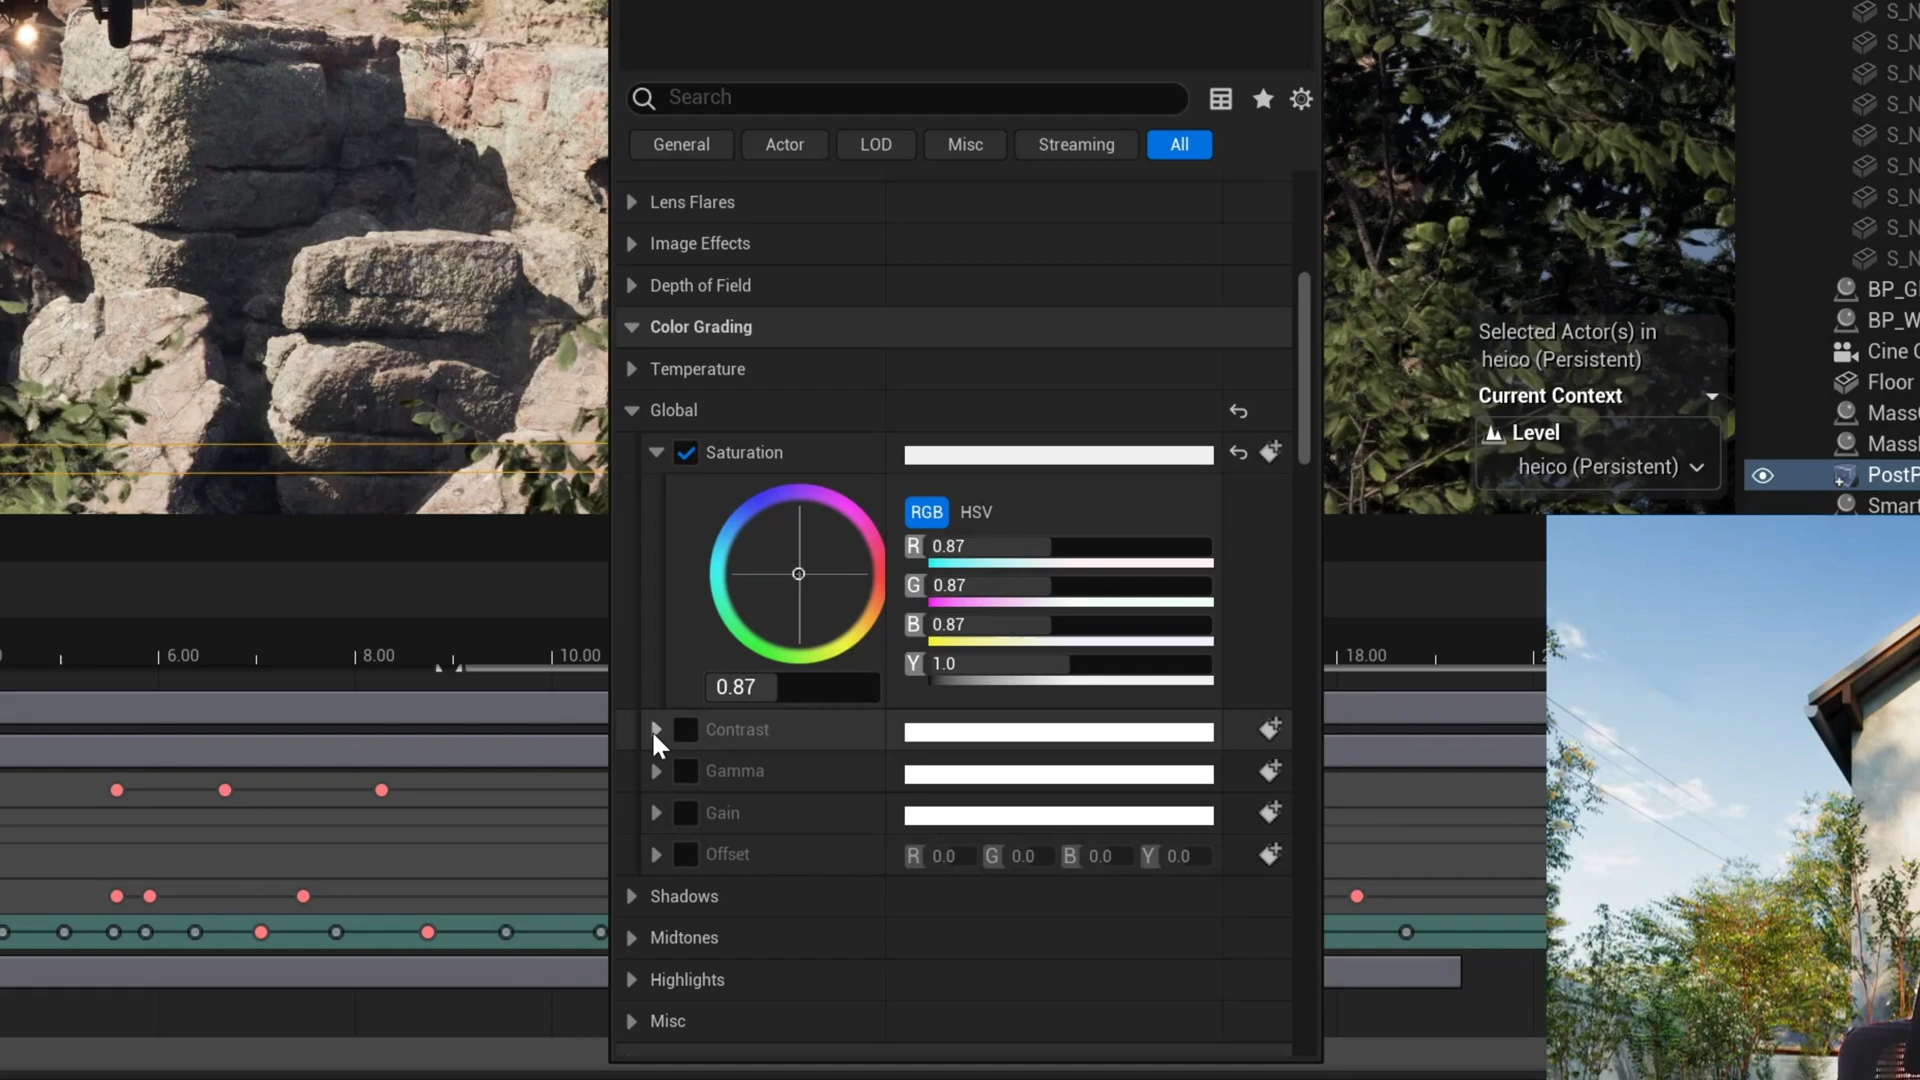 Search
General Actor LOD Misc Streaming All
Lens Flares
Image Effects
Depth of Field
Color Grading
Temperature
Global
Saturation
RGB HSV
R 0.87
G 0.87
B 0.87
Y 1.0
0.87
Contrast
Gamma
Gain
Offset R 0.0 G 0.0 B 0.0 Y 0.0
Shadows
Midtones
Highlights
Misc
6.00 8.00 10.00 18.00
Selected Actor(s) in
heico (Persistent)
Current Context
Level
heico (Persistent)
S_N
S_N
S_N
S_N
S_N
S_N
S_N
S_N
BP_G
BP_W
Cine
Floor
Mass
Mass
PostP
Smart